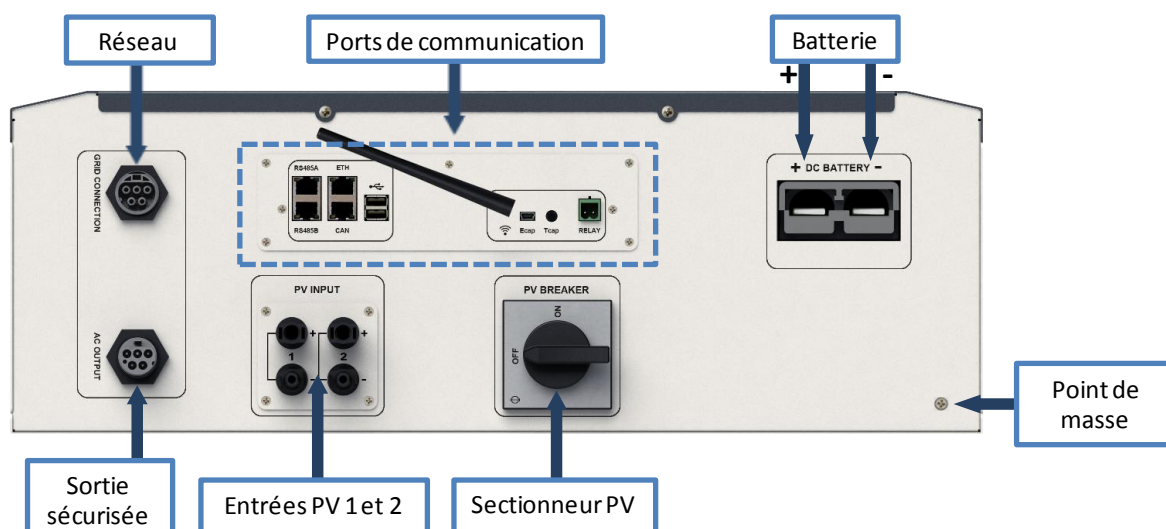 Réseau
Ports de communication
Batterie
+ -
GRID CONNECTION
RS485A ETH
RS485B CAN
Ecap Tcap RELAY
+ DC BATTERY -
PV INPUT
+ +
1 2
- -
PV BREAKER
ON
OFF
AC OUTPUT
Point de
masse
Sortie
sécurisée
Entrées PV 1 et 2
Sectionneur PV